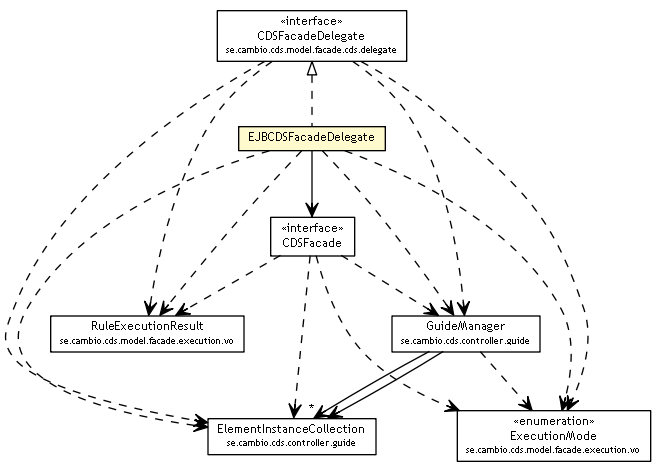 «interface»
CDSFacadeDelegate
se.cambio.cds.model.facade.cds.delegate
EJBCDSFacadeDelegate
«interface»
CDSFacade
RuleExecutionResult
se.cambio.cds.model.facade.execution.vo
GuideManager
se.cambio.cds.controller.guide
*
ElementInstanceCollection
se.cambio.cds.controller.guide
«enumeration»
ExecutionMode
se.cambio.cds.model.facade.execution.vo